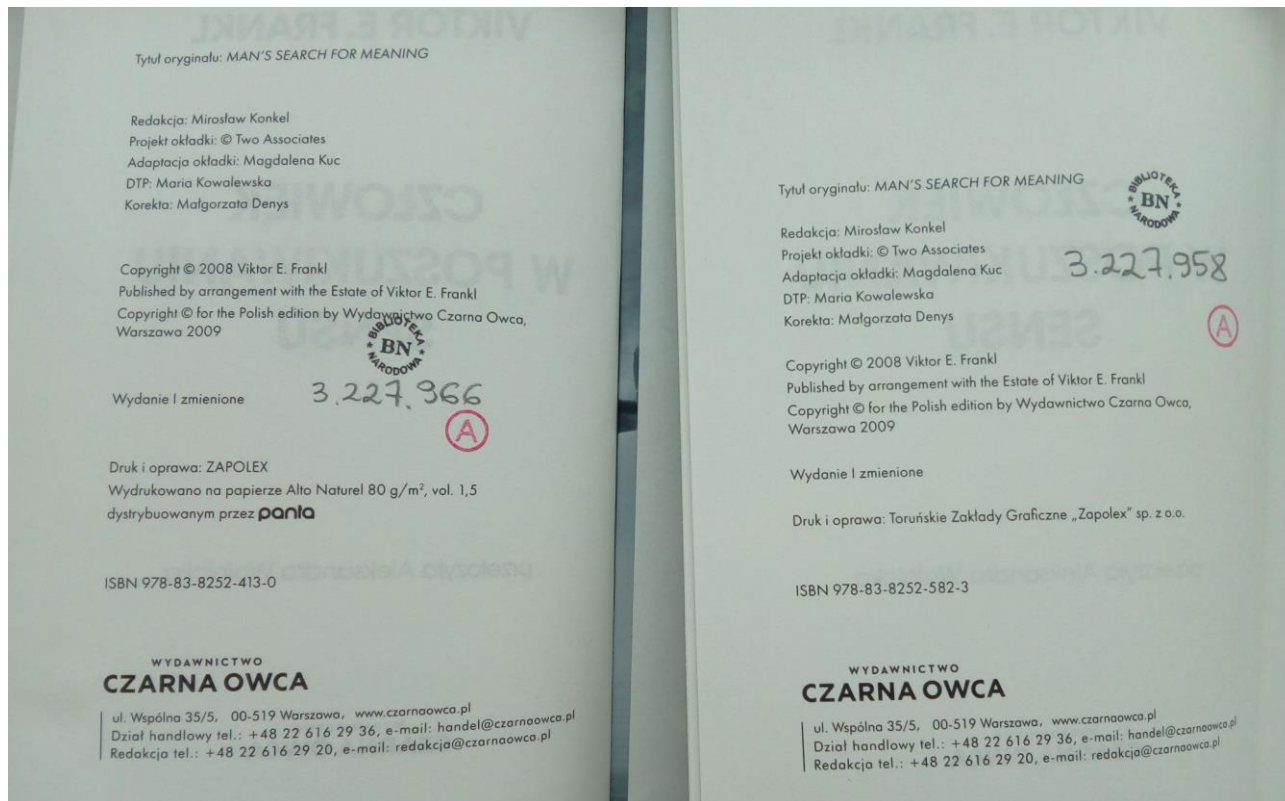 Tytuł oryginału: MAN'S SEARCH FOR MEANING
Redakcja: Mirosław Konkel
Projekt okładki: © Two Associates
Adaptacja okładki: Magdalena Kuc
DTP: Maria Kowalewska
Korekta: Małgorzata Denys
Copyright © 2008 Viktor E. Frankl
Published by arrangement with the Estate of Viktor E. Frankl
Copyright © for the Polish edition by Wydawnictwo Czarna Owca,
Warszawa 2009
BIBLIOTEKA
BN
NARODOWA
Wydanie I zmienione
3.227.966
A
Druk i oprawa: ZAPOLEX
Wydrukowano na papierze Alto Naturel 80 g/m², vol. 1,5
dystrybuowanym przez panta
ISBN 978-83-8252-413-0
WYDAWNICTWO
CZARNA OWCA
ul. Wspólna 35/5, 00-519 Warszawa, www.czarnaowca.pl
Dział handlowy tel.: +48 22 616 29 36, e-mail: handel@czarnaowca.pl
Redakcja tel.: +48 22 616 29 20, e-mail: redakcja@czarnaowca.pl
Tytuł oryginału: MAN'S SEARCH FOR MEANING
BIBLIOTEKA
BN
NARODOWA
Redakcja: Mirosław Konkel
Projekt okładki: © Two Associates
Adaptacja okładki: Magdalena Kuc
3.227.958
DTP: Maria Kowalewska
Korekta: Małgorzata Denys
A
Copyright © 2008 Viktor E. Frankl
Published by arrangement with the Estate of Viktor E. Frankl
Copyright © for the Polish edition by Wydawnictwo Czarna Owca,
Warszawa 2009
Wydanie I zmienione
Druk i oprawa: Toruńskie Zakłady Graficzne „Zapolex” sp. z o.o.
ISBN 978-83-8252-582-3
WYDAWNICTWO
CZARNA OWCA
ul. Wspólna 35/5, 00-519 Warszawa, www.czarnaowca.pl
Dział handlowy tel.: +48 22 616 29 36, e-mail: handel@czarnaowca.pl
Redakcja tel.: +48 22 616 29 20, e-mail: redakcja@czarnaowca.pl